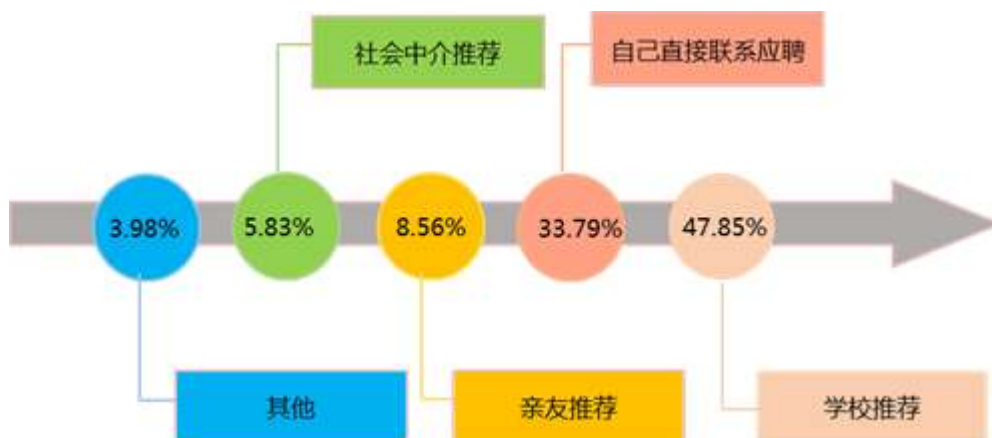 社会中介推荐
自己直接联系应聘
3.98%
5.83%
8.56%
33.79%
47.85%
其他
亲友推荐
学校推荐